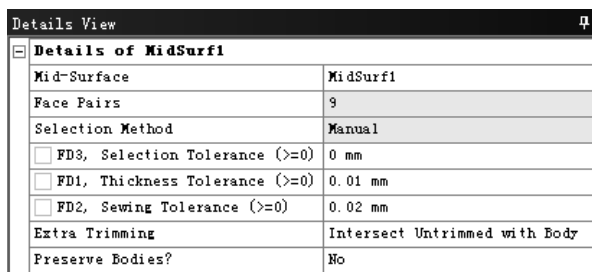 Details View
Details of MidSurf1
Mid-Surface MidSurf1
Face Pairs 9
Selection Method Manual
FD3, Selection Tolerance (>=0) 0 mm
FD1, Thickness Tolerance (>=0) 0.01 mm
FD2, Sewing Tolerance (>=0) 0.02 mm
Extra Trimming Intersect Untrimmed with Body
Preserve Bodies? No